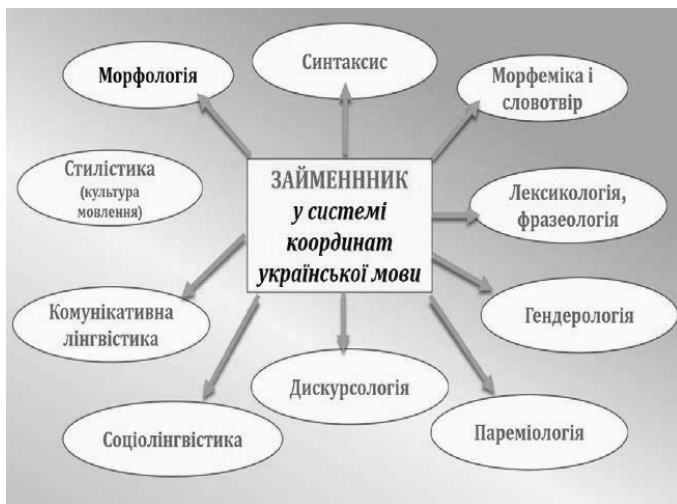 Морфологія
Синтаксис
Морфеміка і
словотвір
Стилістика
(культура
мовлення)
ЗАЙМЕННННИК
у системі
координат
української мови
Лексикологія,
фразеологія
Комунікативна
лінгвістика
Гендерологія
Дискурсологія
Соціолінгвістика
Пареміологія